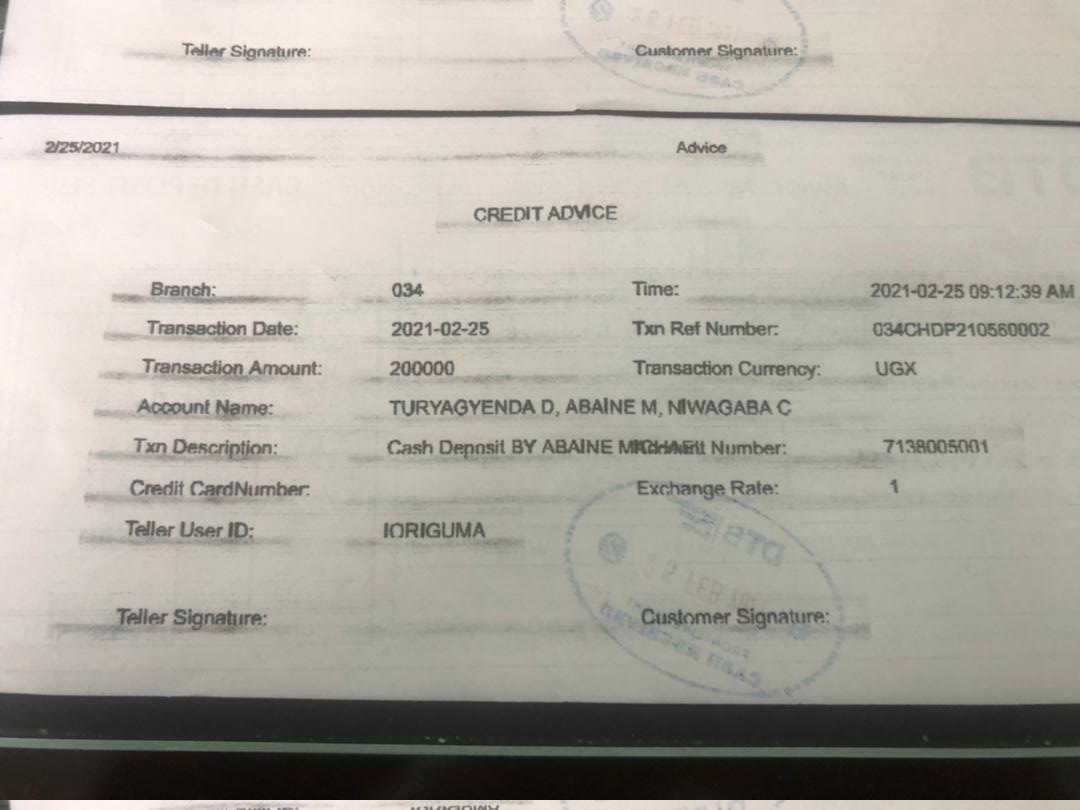 Teller Signature: Customer Signature:
2/25/2021 Advice
CREDIT ADVICE
Branch: 034 Time: 2021-02-25 09:12:39 AM
Transaction Date: 2021-02-25 Txn Ref Number: 034CHDP210560002
Transaction Amount: 200000 Transaction Currency: UGX
Account Name: TURYAGYENDA D, ABAINE M, NIWAGABA C
Txn Description: Cash Deposit BY ABAINE Number: 7138005001
Credit CardNumber: Exchange Rate: 1
Teller User ID: IORIGUMA
DTB
25 FEB
Teller Signature: Customer Signature: